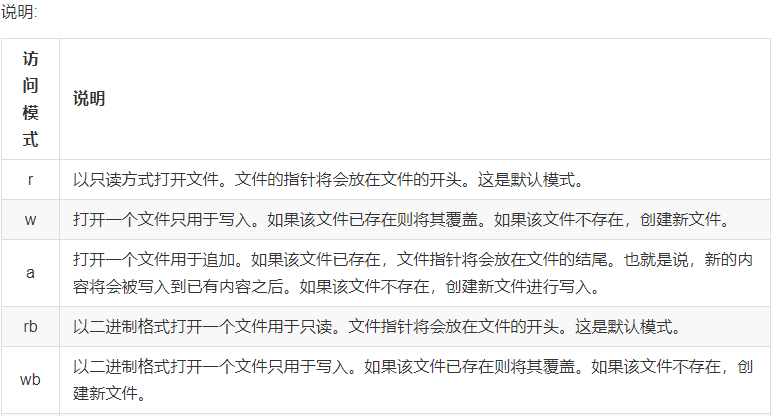 说明:
访
问
模
式
说明
r
以只读方式打开文件。文件的指针将会放在文件的开头。这是默认模式。
w
打开一个文件只用于写入。如果该文件已存在则将其覆盖。如果该文件不存在，创建新文件。
a
打开一个文件用于追加。如果该文件已存在，文件指针将会放在文件的结尾。也就是说，新的内
容将会被写入到已有内容之后。如果该文件不存在，创建新文件进行写入。
rb
以二进制格式打开一个文件用于只读。文件指针将会放在文件的开头。这是默认模式。
wb
以二进制格式打开一个文件只用于写入。如果该文件已存在则将其覆盖。如果该文件不存在，创
建新文件。